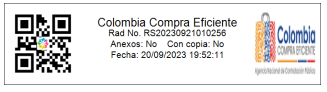 Colombia Compra Eficiente
Rad No. RS20230921010256
Anexos: No Con copia: No
Fecha: 20/09/2023 19:52:11
Colombia
COMPRA EFICIENTE
Agencia Nacional de Contratación Pública